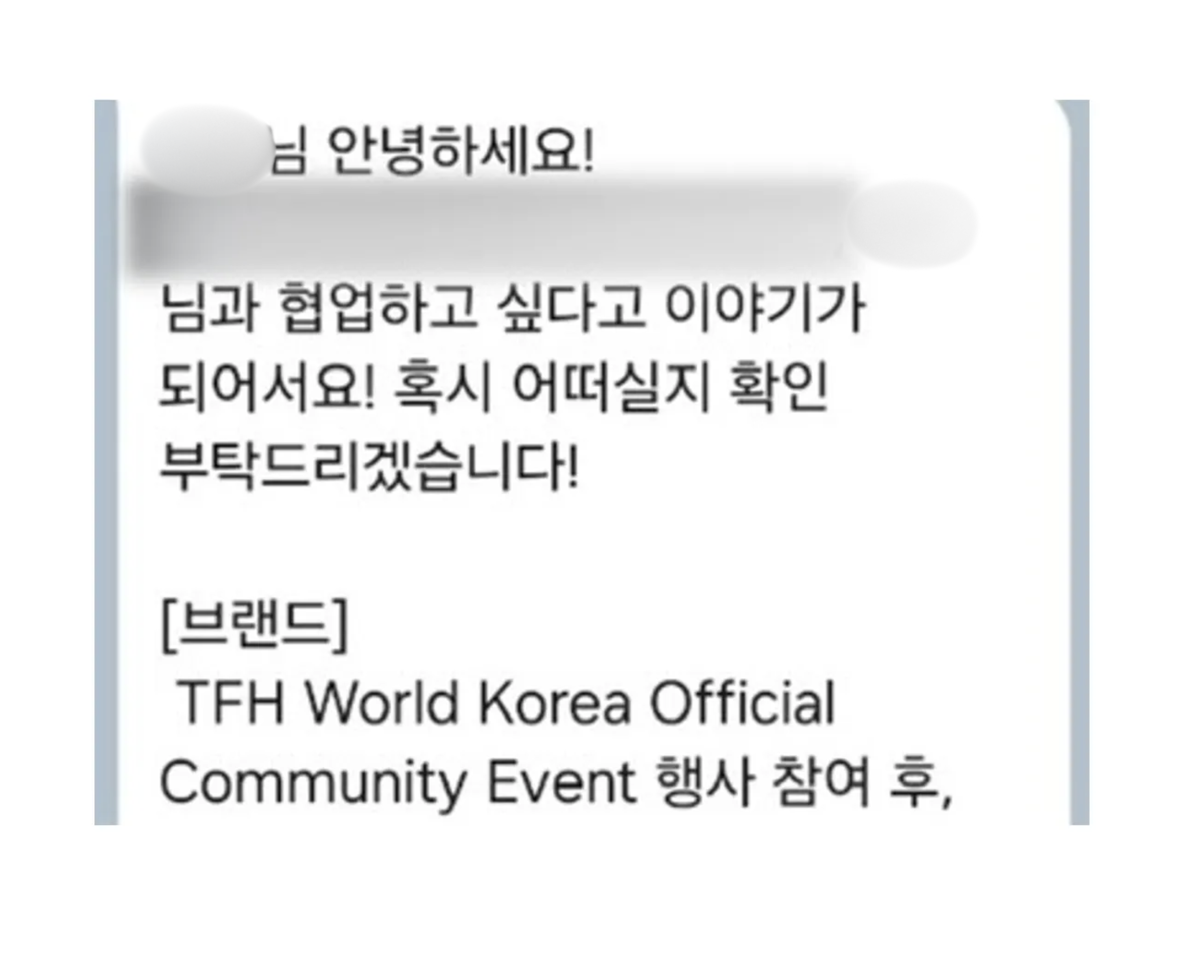 님 안녕하세요!
님과 협업하고 싶다고 이야기가
되어서요! 혹시 어떠실지 확인
부탁드리겠습니다!
[브랜드]
TFH World Korea Official
Community Event 행사 참여 후,